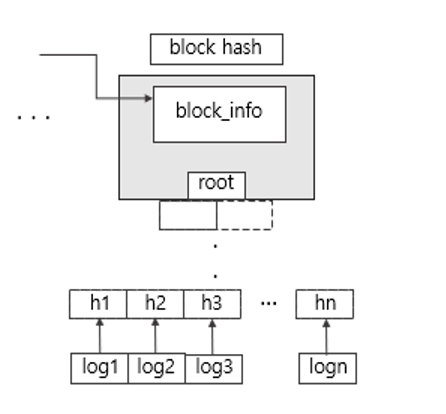 block hash
block_info
. . .
root
.
.
h1 h2 h3 ... hn
log1 log2 log3 logn